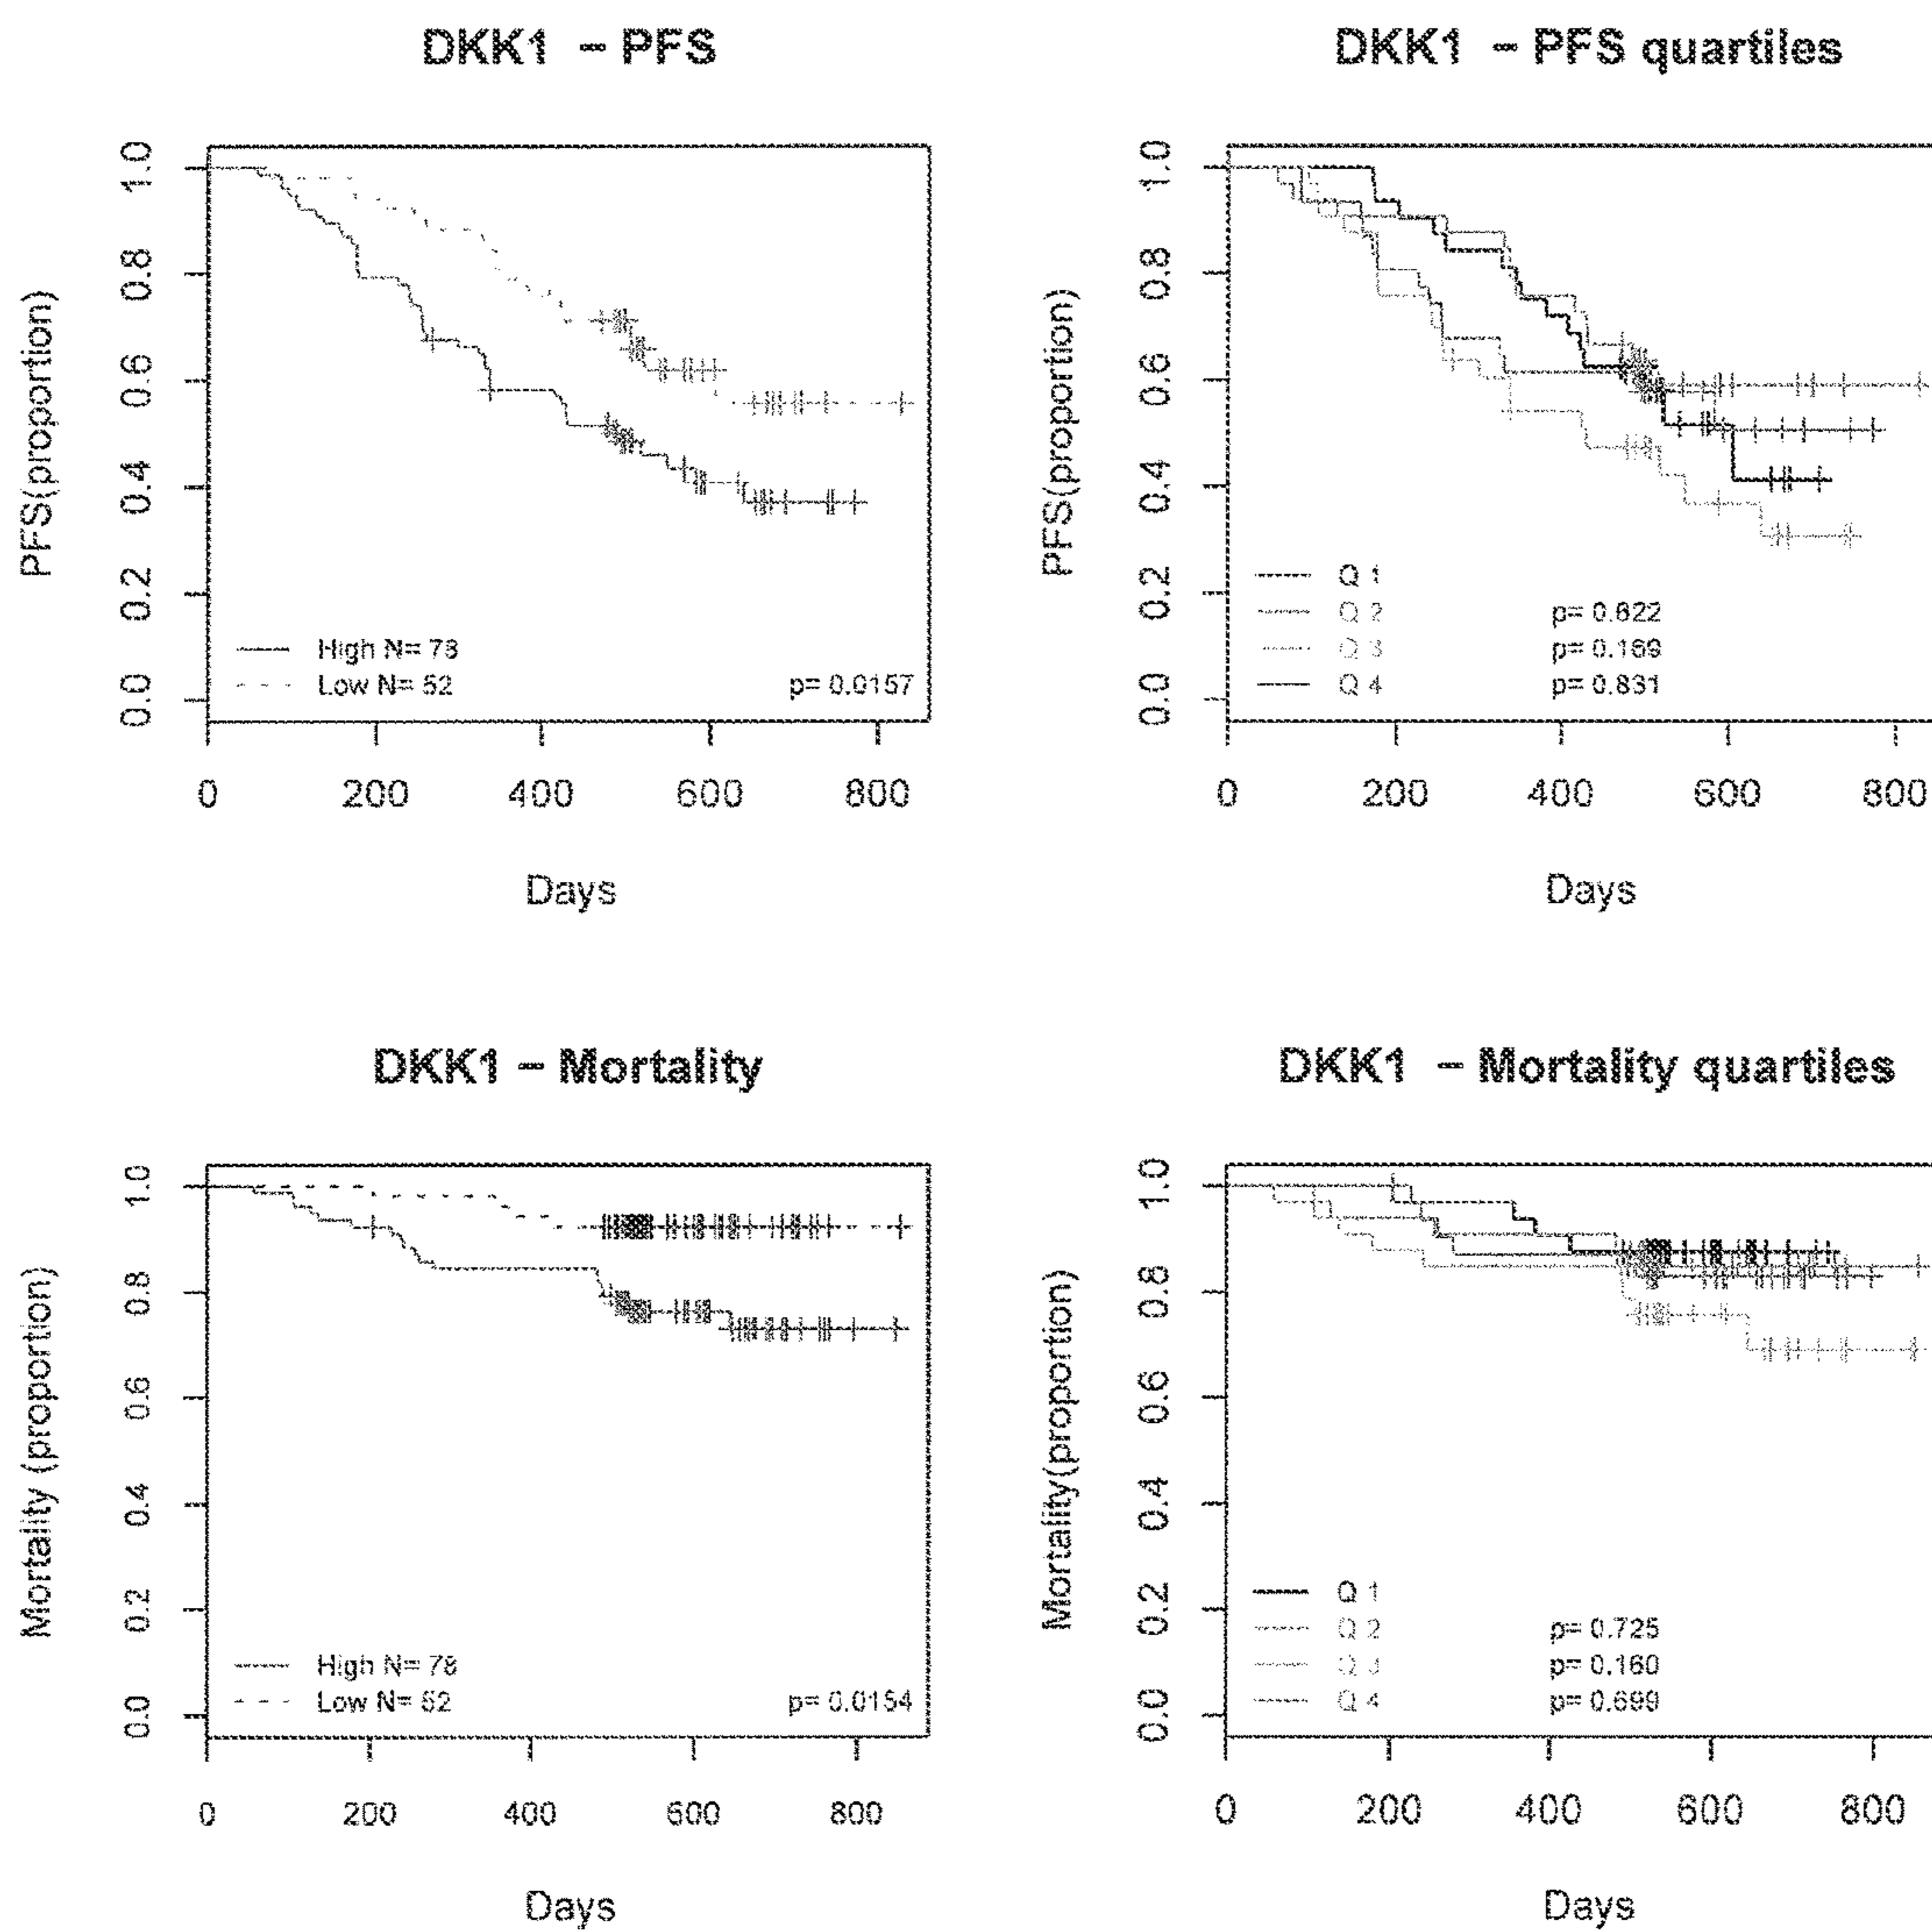 DKK1 – PFS
PFS(proportion)
1.0
0.8
0.6
0.4
0.2
0.0
High N= 78
Low N= 52
p= 0.0157
0 200 400 600 800
Days
DKK1 – PFS quartiles
PFS(proportion)
1.0
0.8
0.6
0.4
0.2
0.0
Q 1
Q 2 p= 0.822
Q 3 p= 0.169
Q 4 p= 0.831
0 200 400 600 800
Days
DKK1 – Mortality
Mortality (proportion)
1.0
0.8
0.6
0.4
0.2
0.0
High N= 78
Low N= 52
p= 0.0154
0 200 400 600 800
Days
DKK1 – Mortality quartiles
Mortality(proportion)
1.0
0.8
0.6
0.4
0.2
0.0
Q 1
Q 2 p= 0.725
Q 3 p= 0.160
Q 4 p= 0.699
0 200 400 600 800
Days